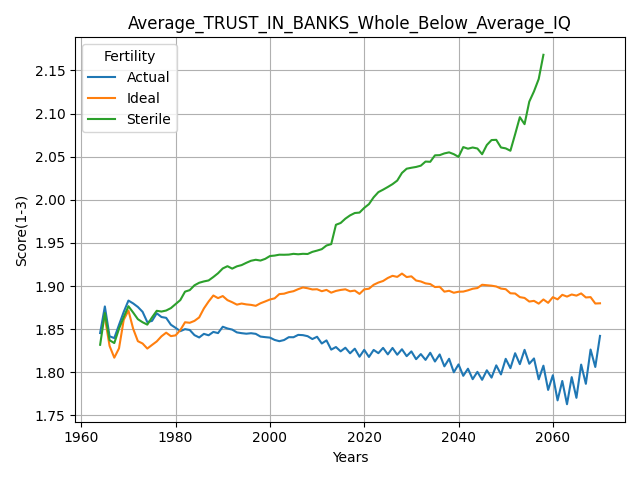 Average_TRUST_IN_BANKS_Whole_Below_Average_IQ
Fertility
Actual
Ideal
Sterile
Score(1-3)
2.15
2.10
2.05
2.00
1.95
1.90
1.85
1.80
1.75
1960 1980 2000 2020 2040 2060
Years